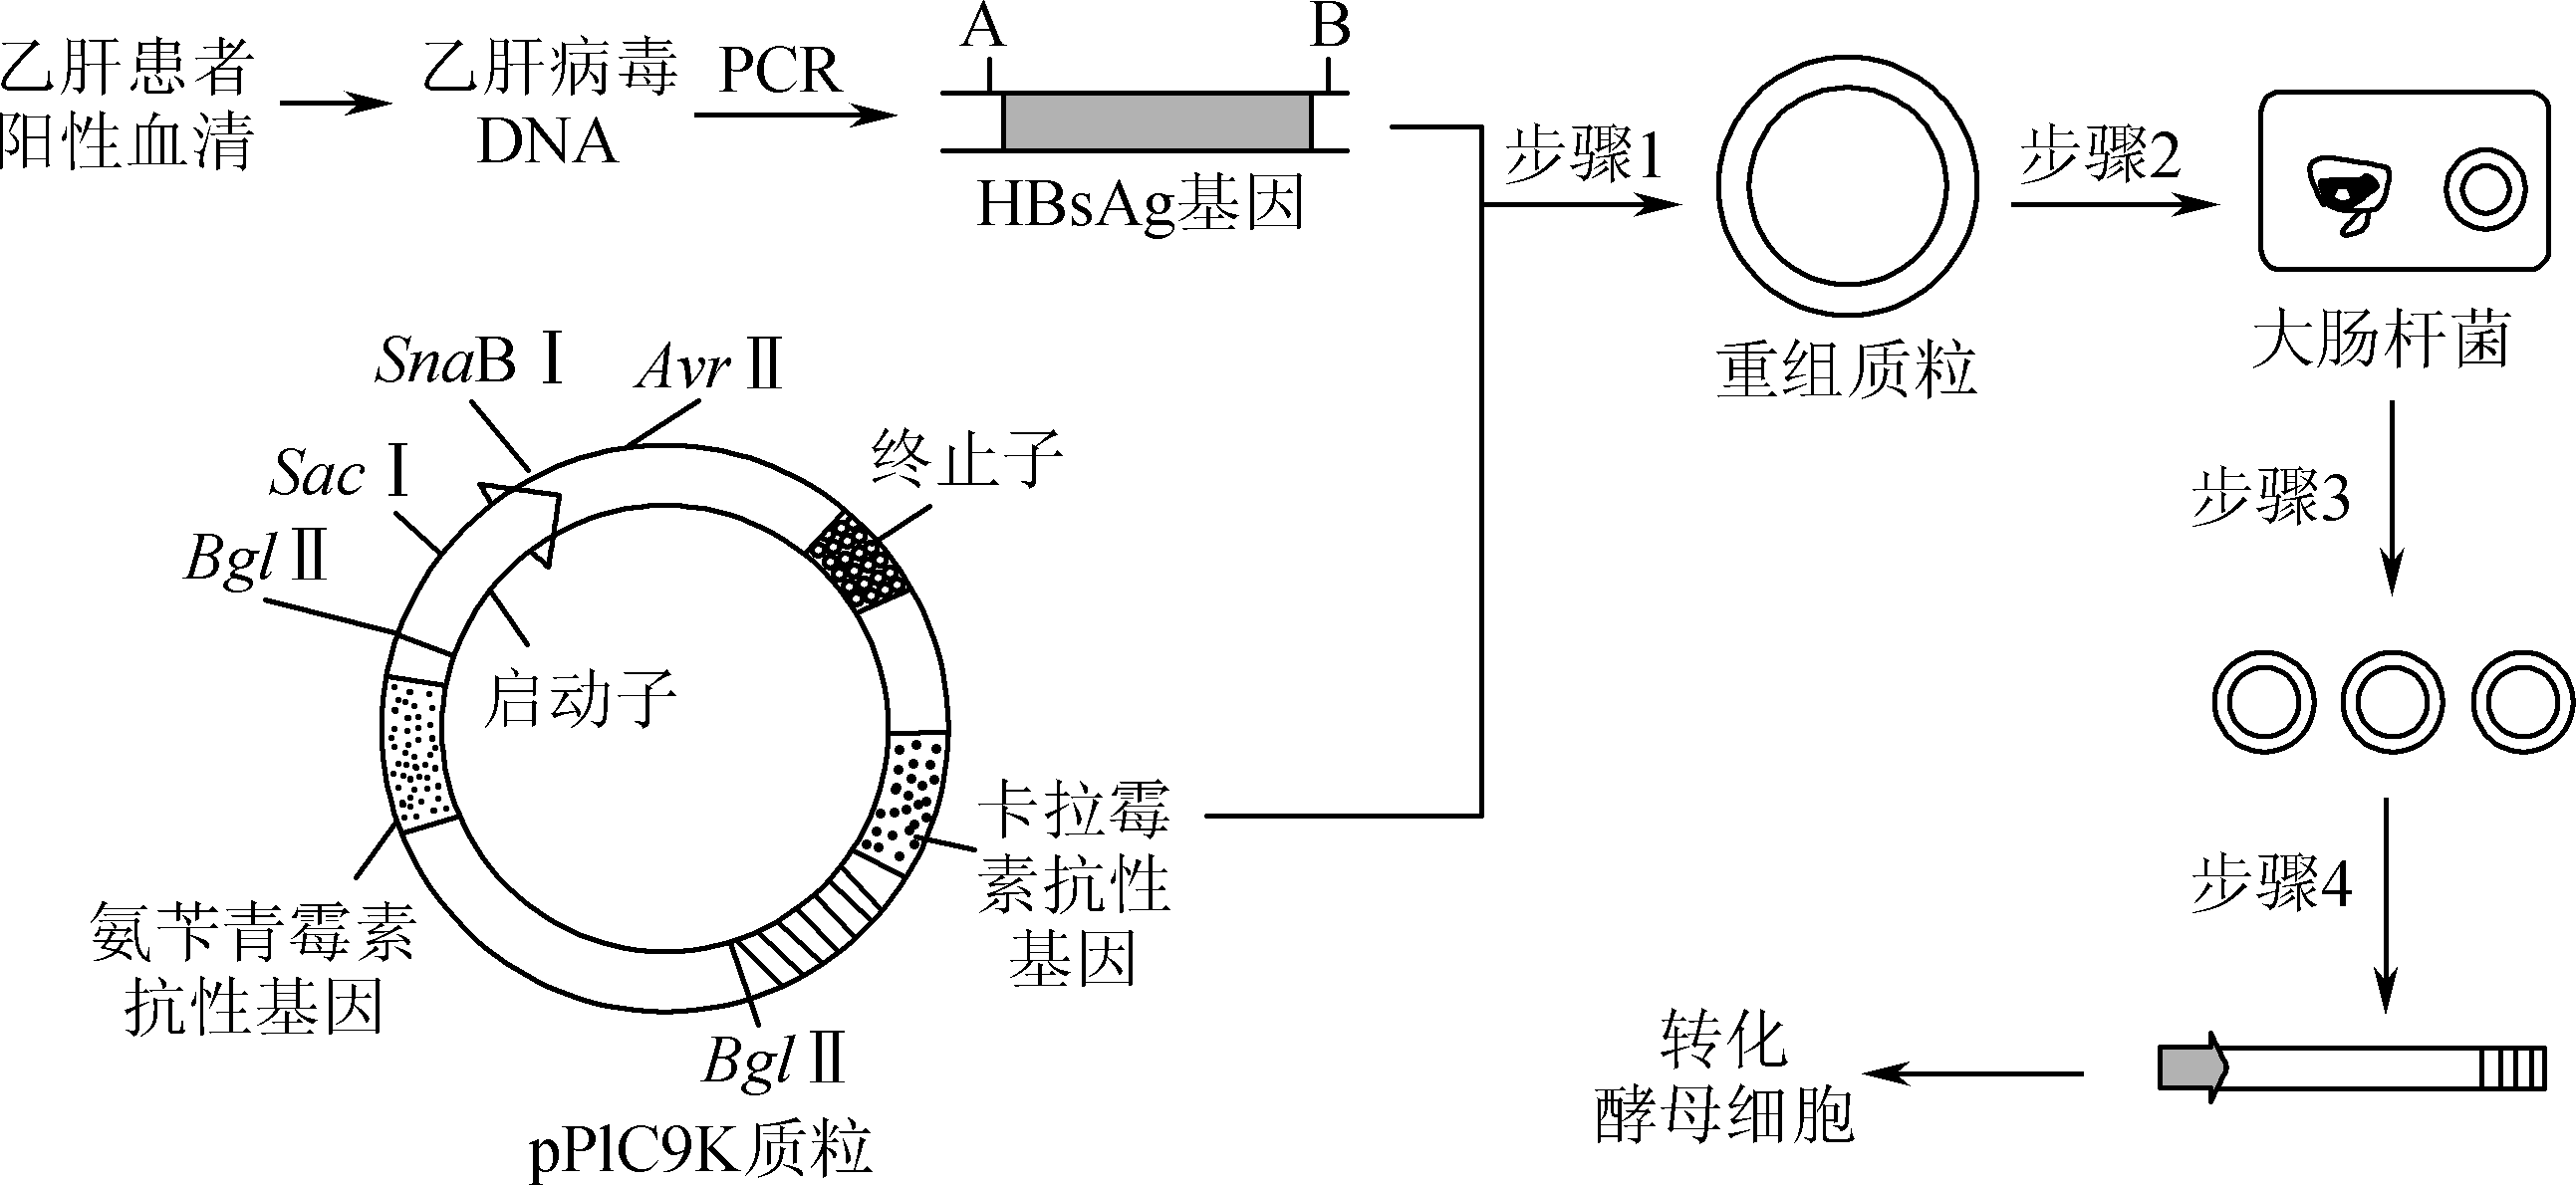 乙肝患者
阳性血清
乙肝病毒
DNA
PCR
A
B
HBsAg基因
步骤1
重组质粒
步骤2
大肠杆菌
SnaBⅠ
AvrⅡ
SacⅠ
BglⅡ
终止子
启动子
氨苄青霉素
抗性基因
卡拉霉
素抗性
基因
BglⅡ
pPlC9K质粒
步骤3
步骤4
转化
酵母细胞